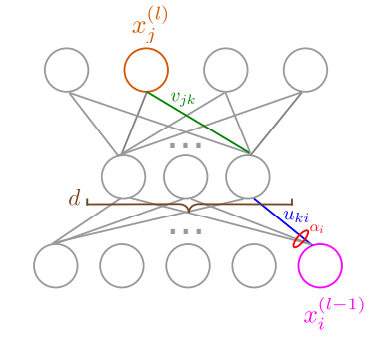 x_j^{(l)}
v_{jk}
...
d
u_{ki}
...
α_i
x_i^{(l-1)}